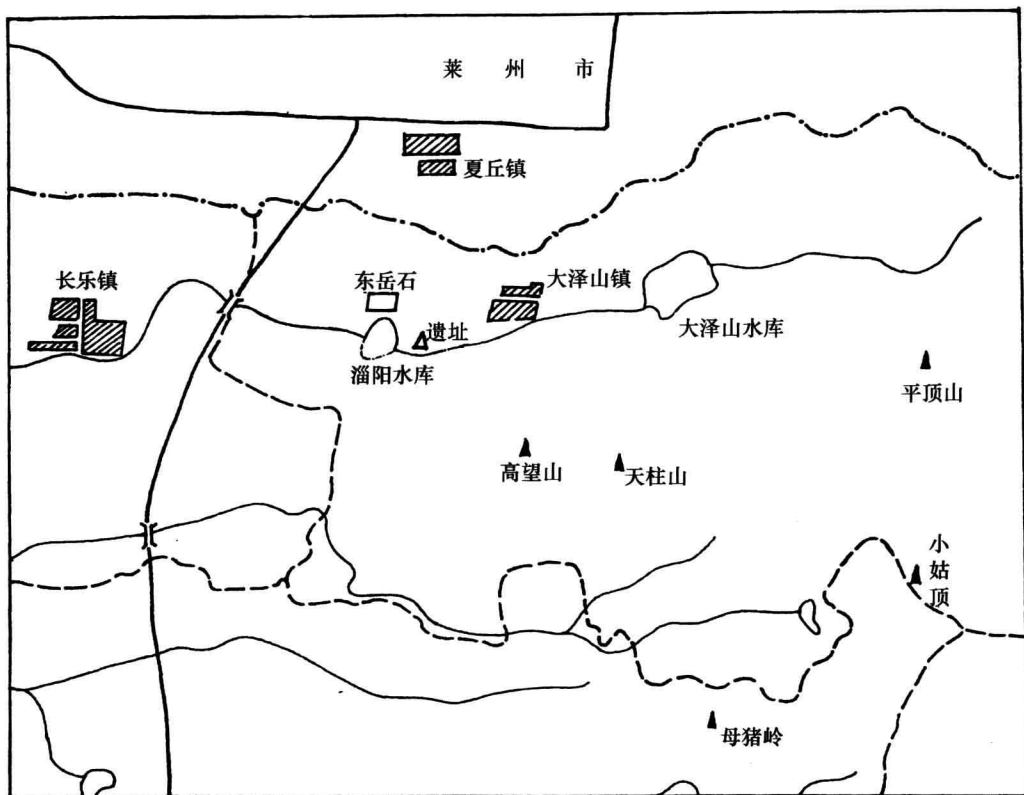 莱州市
夏丘镇
长乐镇
东岳石
大泽山镇
遗址
大泽山水库
淄阳水库
平顶山
高望山
天柱山
小姑顶
母猪岭